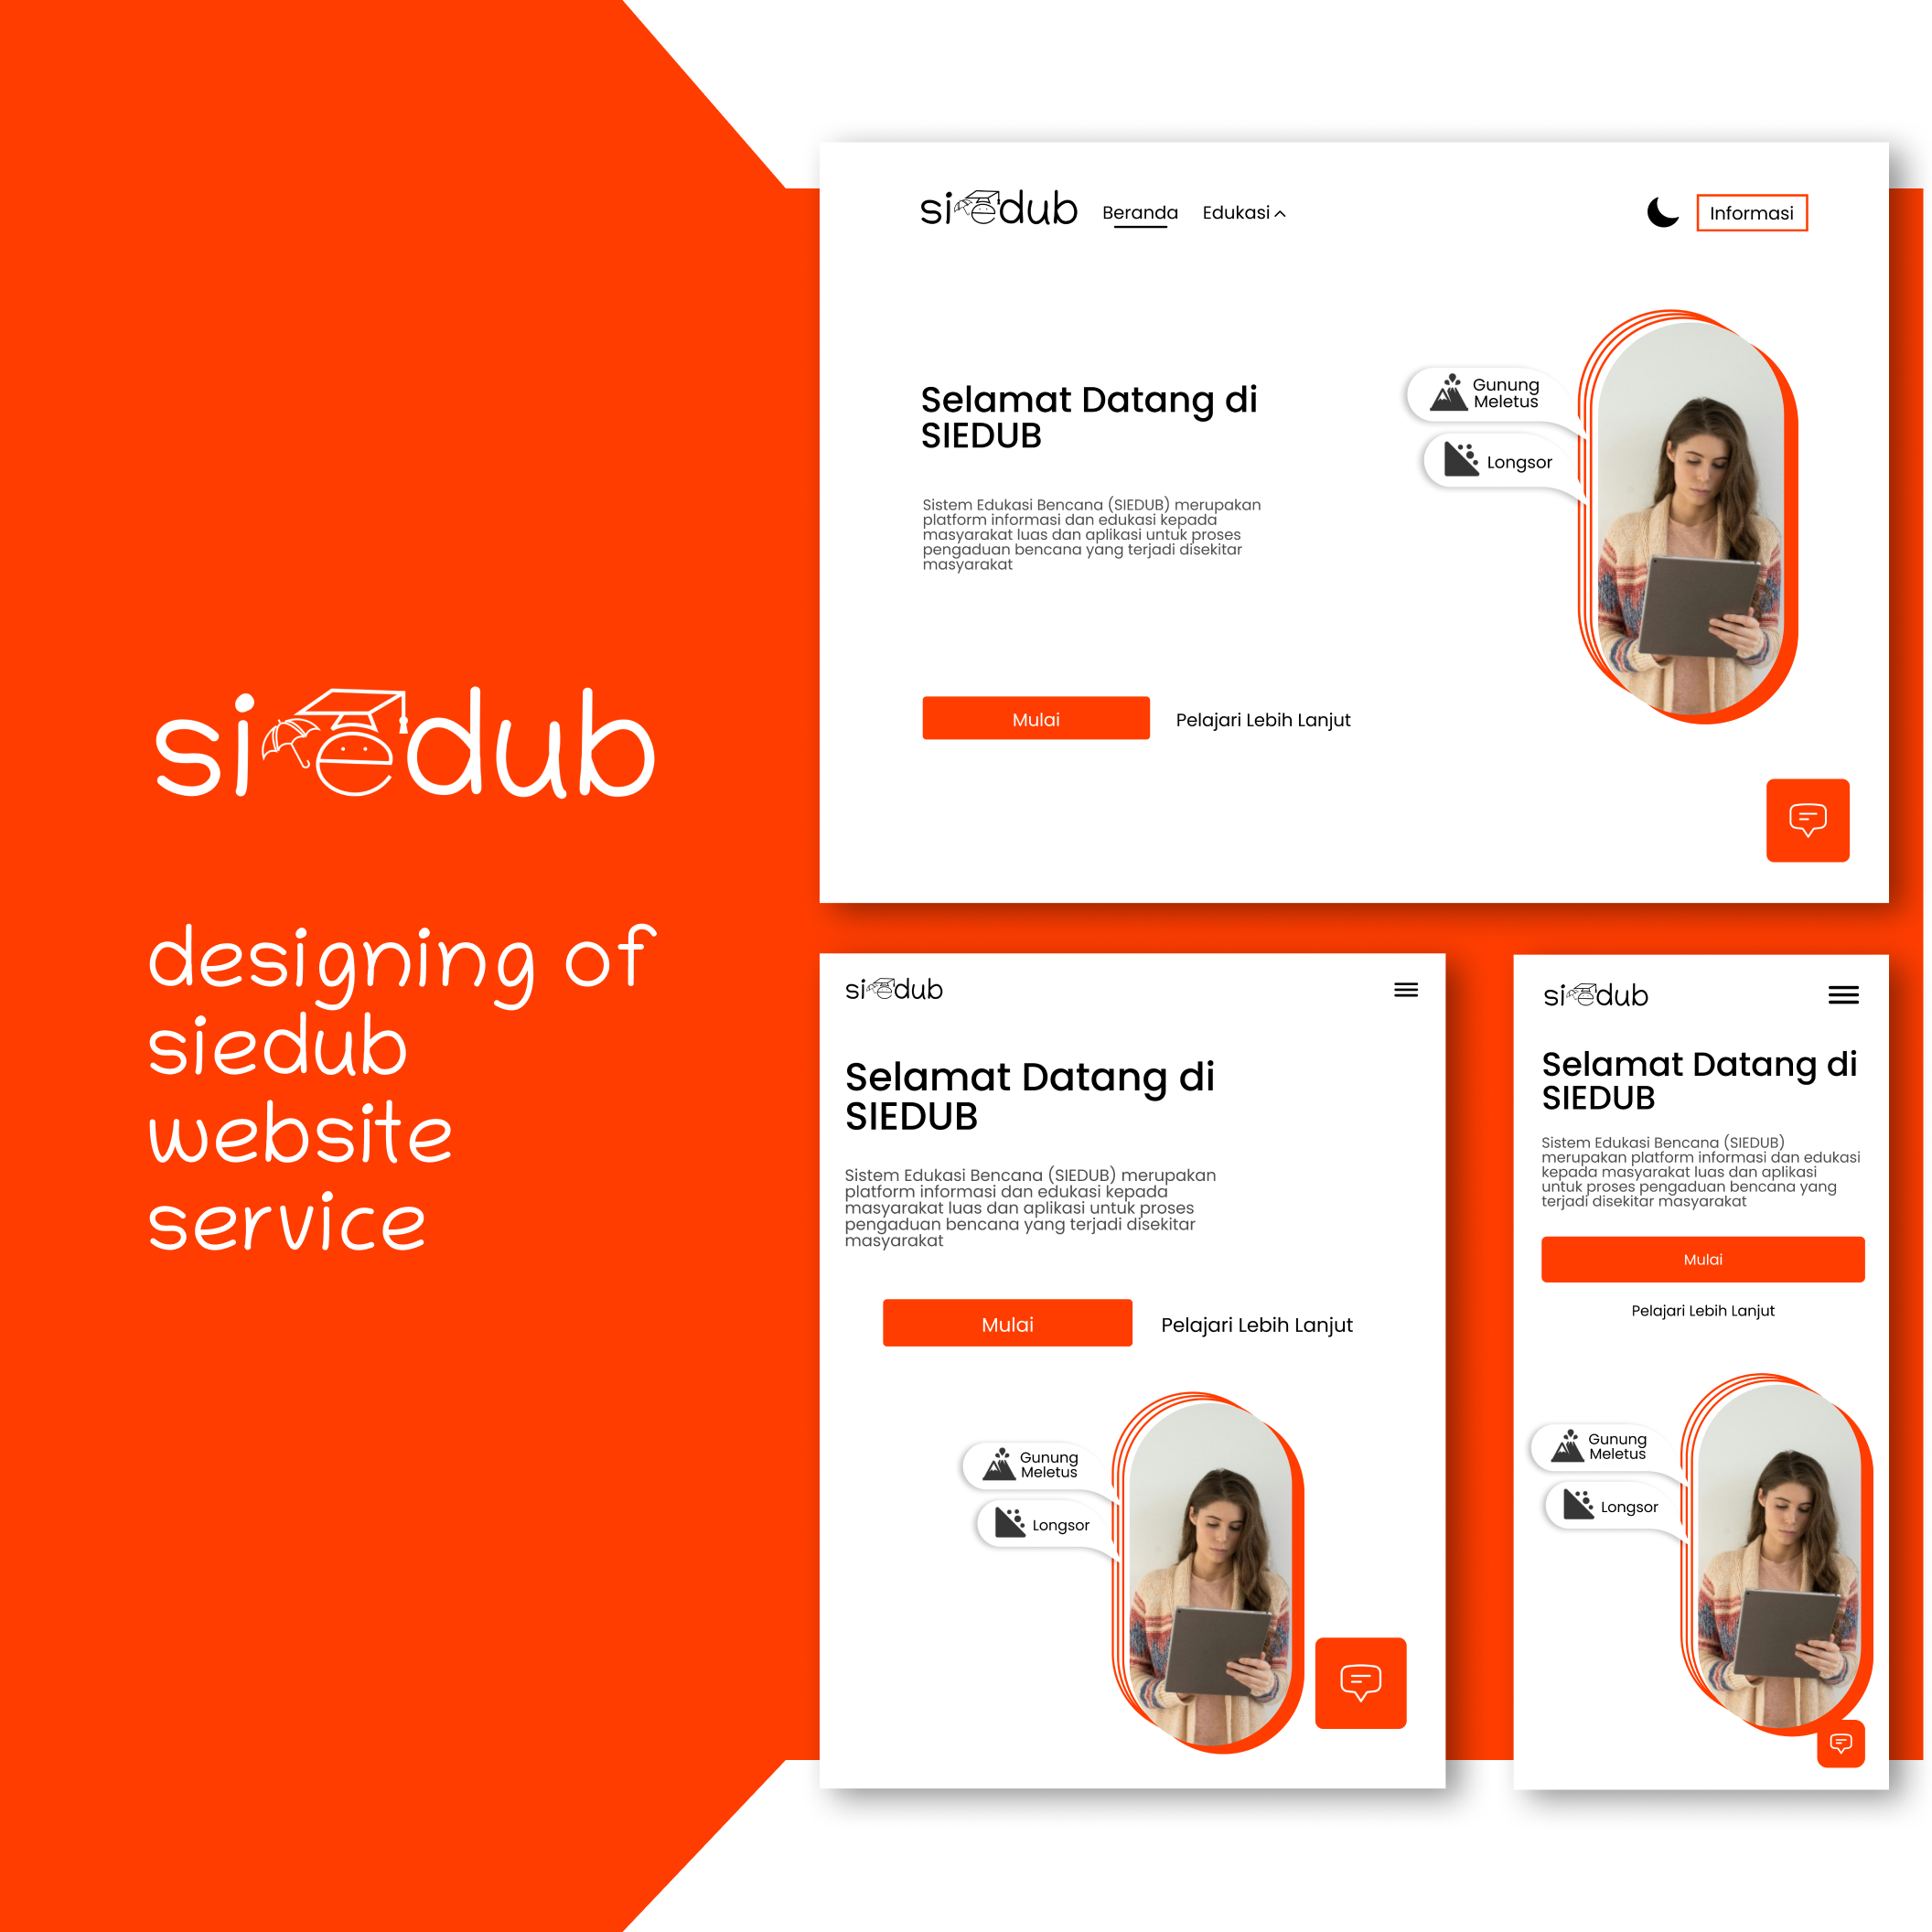 siedub
designing of
siedub
website
service
siedub
Beranda
Edukasi
Informasi
Selamat Datang di
SIEDUB
Sistem Edukasi Bencana (SIEDUB) merupakan
platform informasi dan edukasi kepada
masyarakat luas dan aplikasi untuk proses
pengaduan bencana yang terjadi disekitar
masyarakat
Mulai
Pelajari Lebih Lanjut
Gunung
Meletus
Longsor
siedub
Selamat Datang di
SIEDUB
Sistem Edukasi Bencana (SIEDUB) merupakan
platform informasi dan edukasi kepada
masyarakat luas dan aplikasi untuk proses
pengaduan bencana yang terjadi disekitar
masyarakat
Mulai
Pelajari Lebih Lanjut
Gunung
Meletus
Longsor
siedub
Selamat Datang di
SIEDUB
Sistem Edukasi Bencana (SIEDUB)
merupakan platform informasi dan edukasi
kepada masyarakat luas dan aplikasi
untuk proses pengaduan bencana yang
terjadi disekitar masyarakat
Mulai
Pelajari Lebih Lanjut
Gunung
Meletus
Longsor